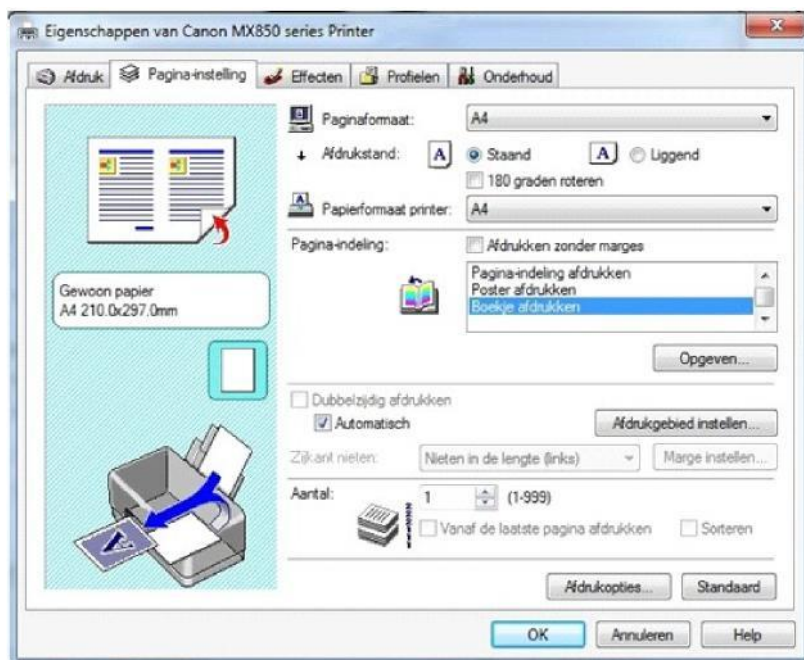 Eigenschappen van Canon MX850 series Printer
Afdruk Pagina-instelling Effecten Profielen Onderhoud
Paginaformaat: A4
Afdrukstand: A Staand A Liggend
180 graden roteren
Papierformaat printer: A4
Pagina-indeling: Afdrukken zonder marges
Pagina-indeling afdrukken
Poster afdrukken
Boekje afdrukken
Gewoon papier
A4 210.0x297.0mm
Opgeven...
Dubbelzijdig afdrukken
Automatisch Afdrukgebied instellen...
Zijkant nieten: Nieten in de lengte (links) Marge instellen...
Aantal: 1 (1-999)
Vanaf de laatste pagina afdrukken Sorteren
Afdrukopties... Standaard
OK Annuleren Help